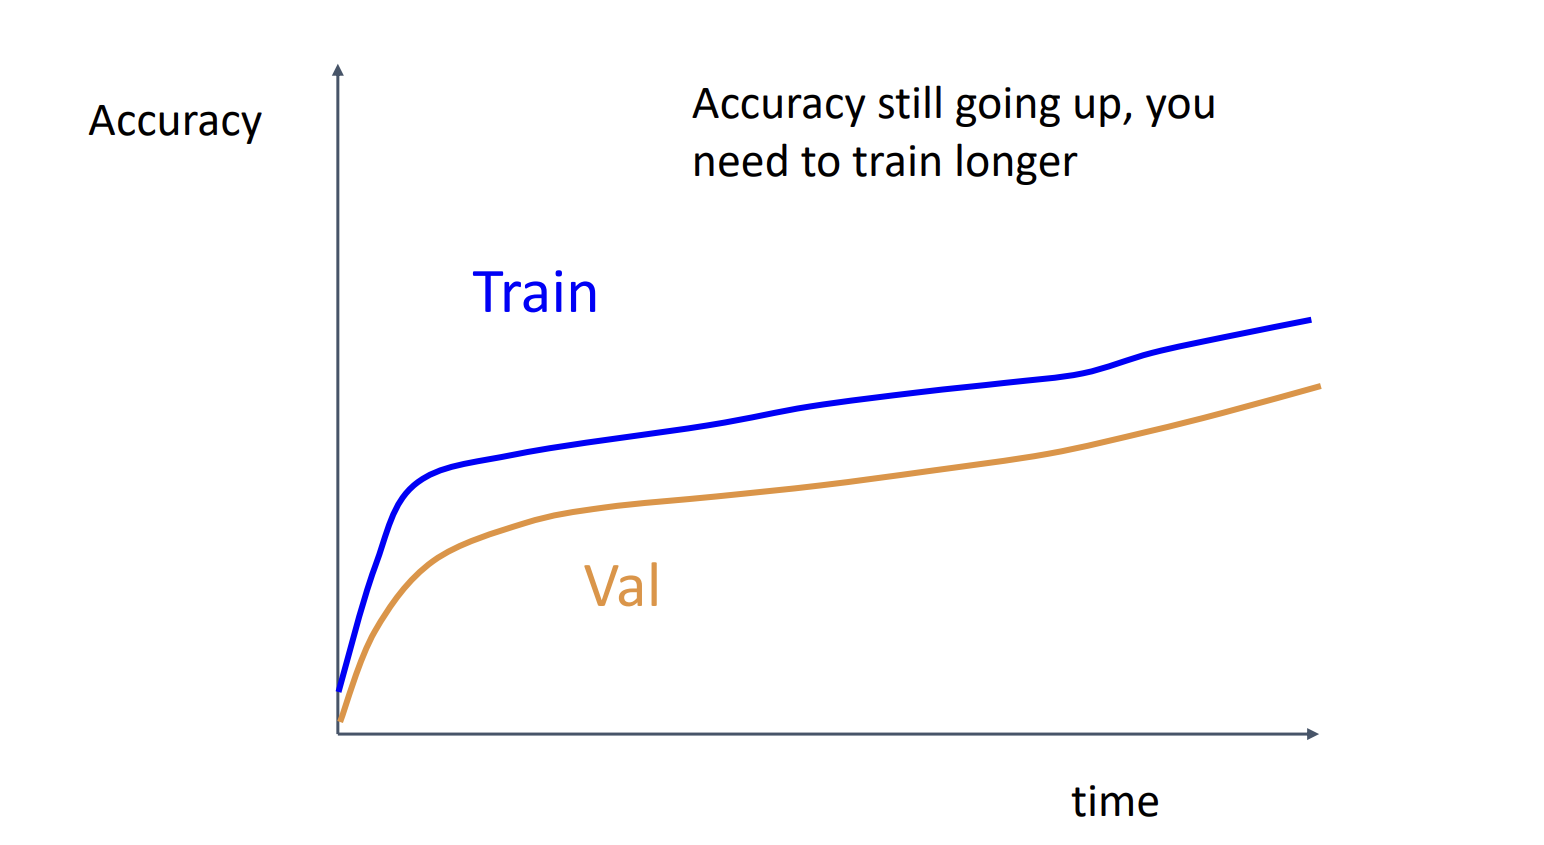 Accuracy
Accuracy still going up, you
need to train longer
Train
Val
time